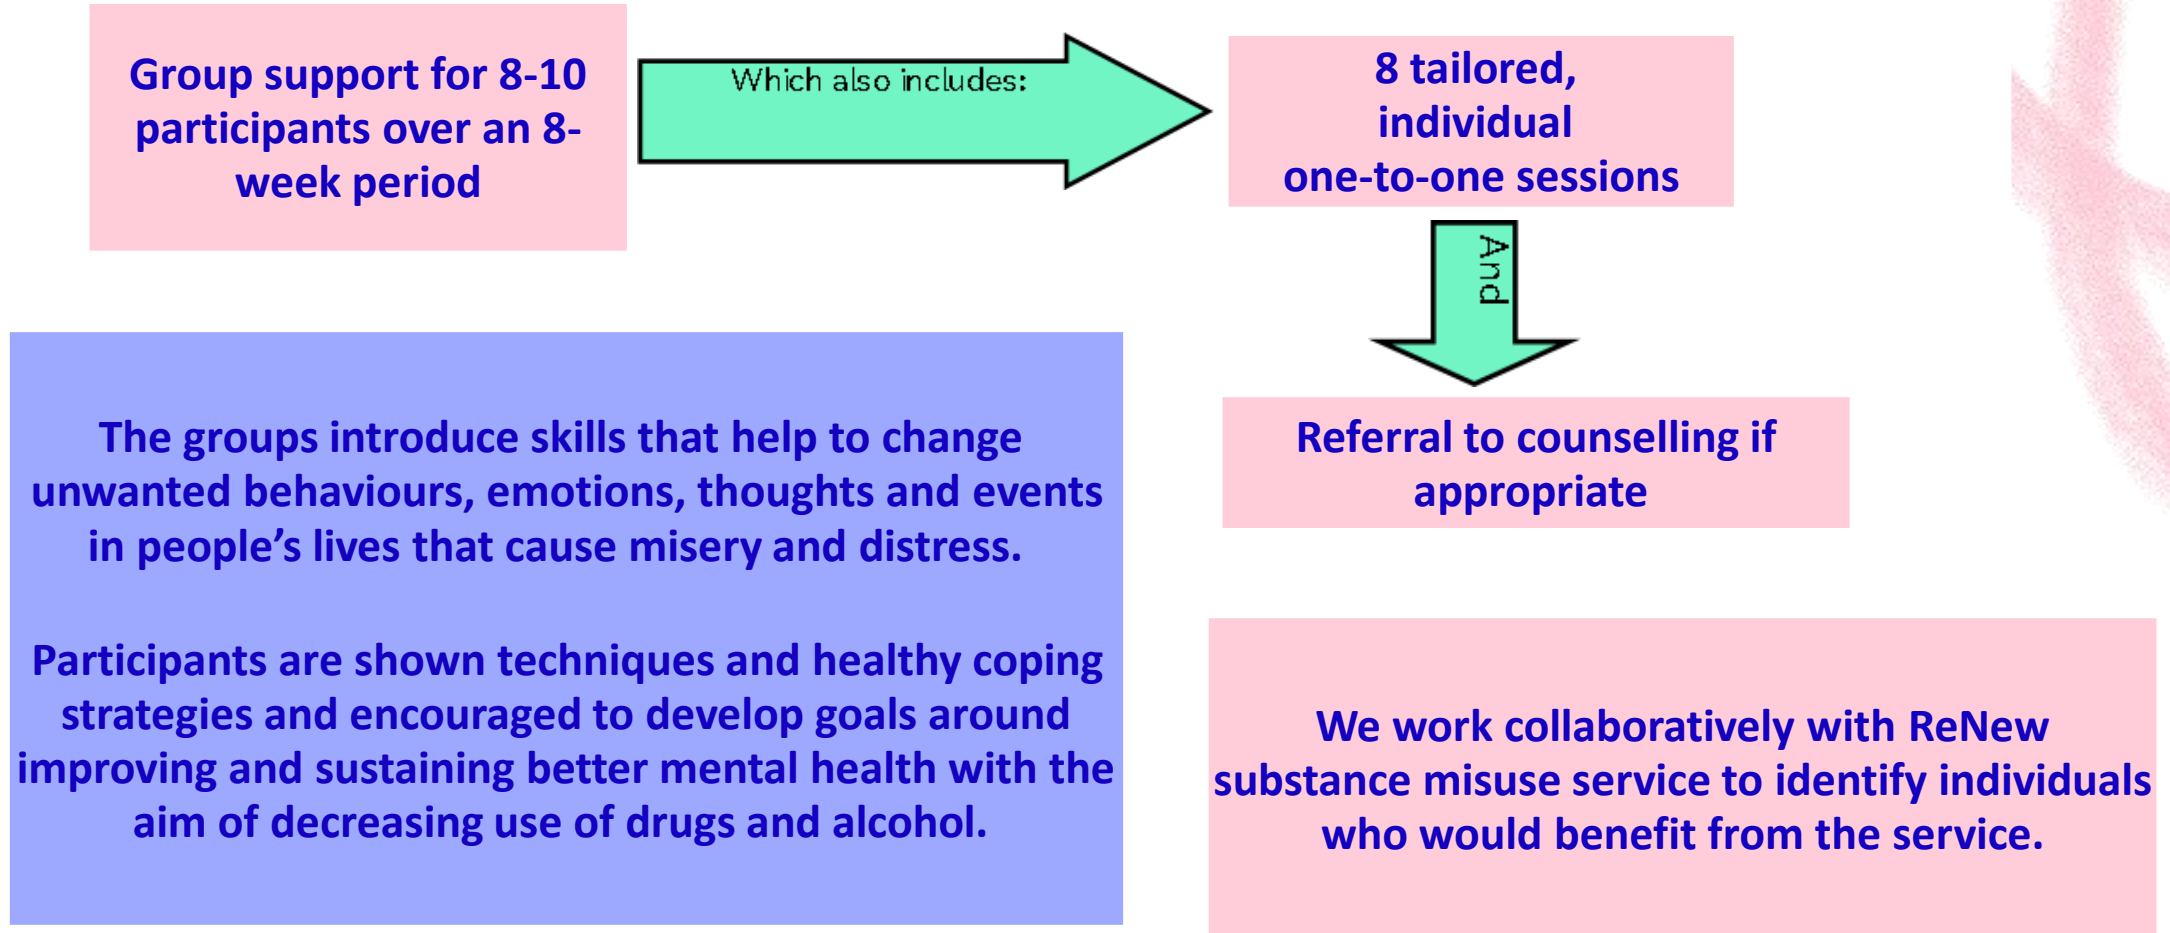 Group support for 8-10
participants over an 8-
week period
Which also includes:
8 tailored,
individual
one-to-one sessions
And
Referral to counselling if
appropriate
The groups introduce skills that help to change
unwanted behaviours, emotions, thoughts and events
in people’s lives that cause misery and distress.
Participants are shown techniques and healthy coping
strategies and encouraged to develop goals around
improving and sustaining better mental health with the
aim of decreasing use of drugs and alcohol.
We work collaboratively with ReNew
substance misuse service to identify individuals
who would benefit from the service.